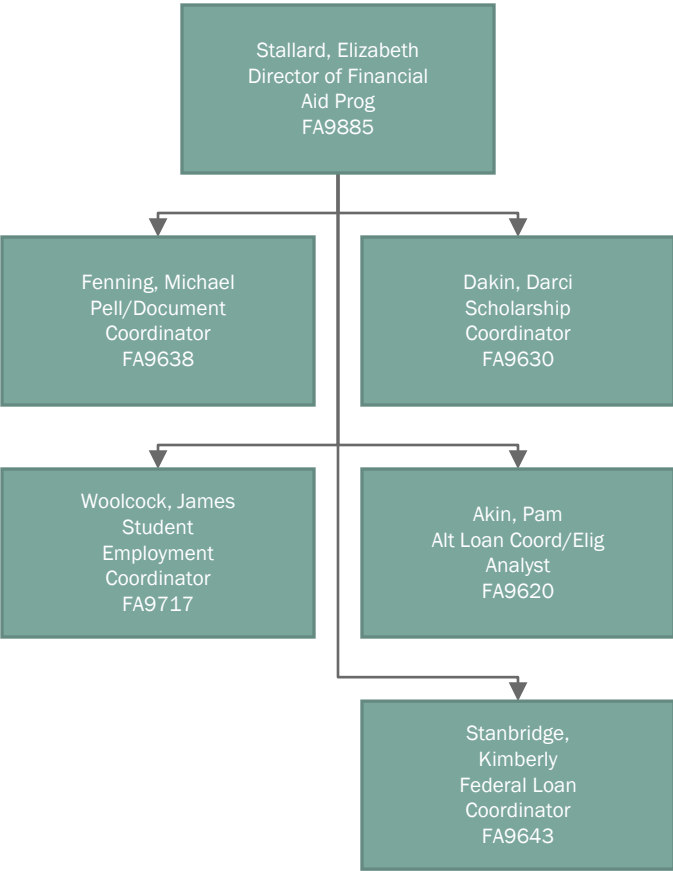 Stallard, Elizabeth
Director of Financial
Aid Prog
FA9885
Fenning, Michael
Pell/Document
Coordinator
FA9638
Dakin, Darci
Scholarship
Coordinator
FA9630
Woolcock, James
Student
Employment
Coordinator
FA9717
Akin, Pam
Alt Loan Coord/Elig
Analyst
FA9620
Stanbridge,
Kimberly
Federal Loan
Coordinator
FA9643